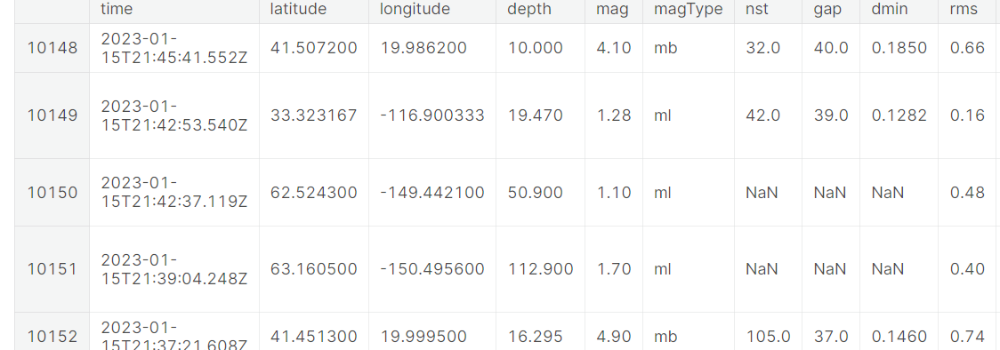 time latitude longitude depth mag magType nst gap dmin rms
10148 2023-01-15T21:45:41.552Z 41.507200 19.986200 10.000 4.10 mb 32.0 40.0 0.1850 0.66
10149 2023-01-15T21:42:53.540Z 33.323167 -116.900333 19.470 1.28 ml 42.0 39.0 0.1282 0.16
10150 2023-01-15T21:42:37.119Z 62.524300 -149.442100 50.900 1.10 ml NaN NaN NaN 0.48
10151 2023-01-15T21:39:04.248Z 63.160500 -150.495600 112.900 1.70 ml NaN NaN NaN 0.40
10152 2023-01-15T21:37:21.608Z 41.451300 19.999500 16.295 4.90 mb 105.0 37.0 0.1460 0.74